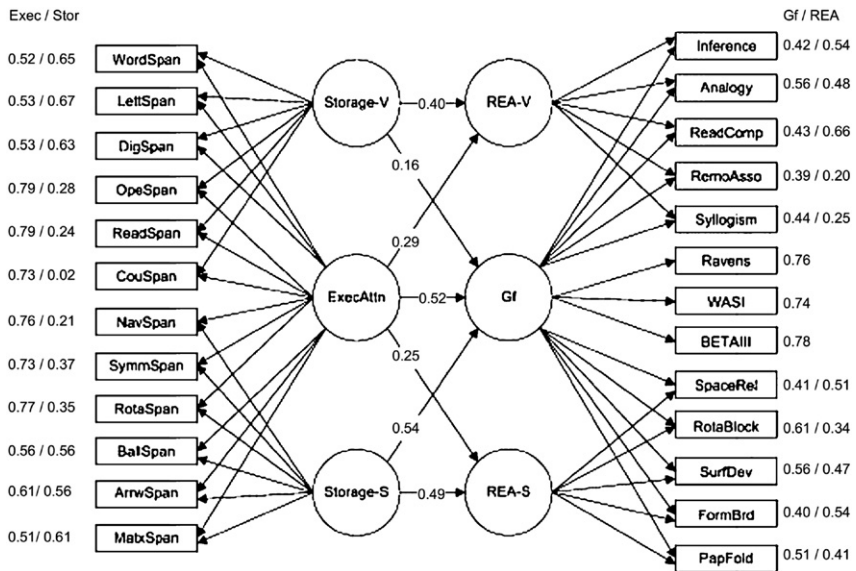 Exec / Stor
Gf / REA
0.52 / 0.65 WordSpan
0.53 / 0.67 LettSpan
0.53 / 0.63 DigSpan
0.79 / 0.28 OpeSpan
0.79 / 0.24 ReadSpan
0.73 / 0.02 CouSpan
0.76 / 0.21 NavSpan
0.73 / 0.37 SymmSpan
0.77 / 0.35 RotaSpan
0.56 / 0.56 BallSpan
0.61/ 0.56 ArrwSpan
0.51/ 0.61 MatxSpan
Storage-V
0.40
REA-V
0.16
0.29
ExecAttn
0.52
Gf
0.25
0.54
Storage-S
0.49
REA-S
Inference 0.42 / 0.54
Analogy 0.56 / 0.48
ReadComp 0.43 / 0.66
RemoAsso 0.39 / 0.20
Syllogism 0.44 / 0.25
Ravens 0.76
WASI 0.74
BETAIII 0.78
SpaceRel 0.41 / 0.51
RotaBlock 0.61 / 0.34
SurfDev 0.56 / 0.47
FormBrd 0.40 / 0.54
PapFold 0.51 / 0.41